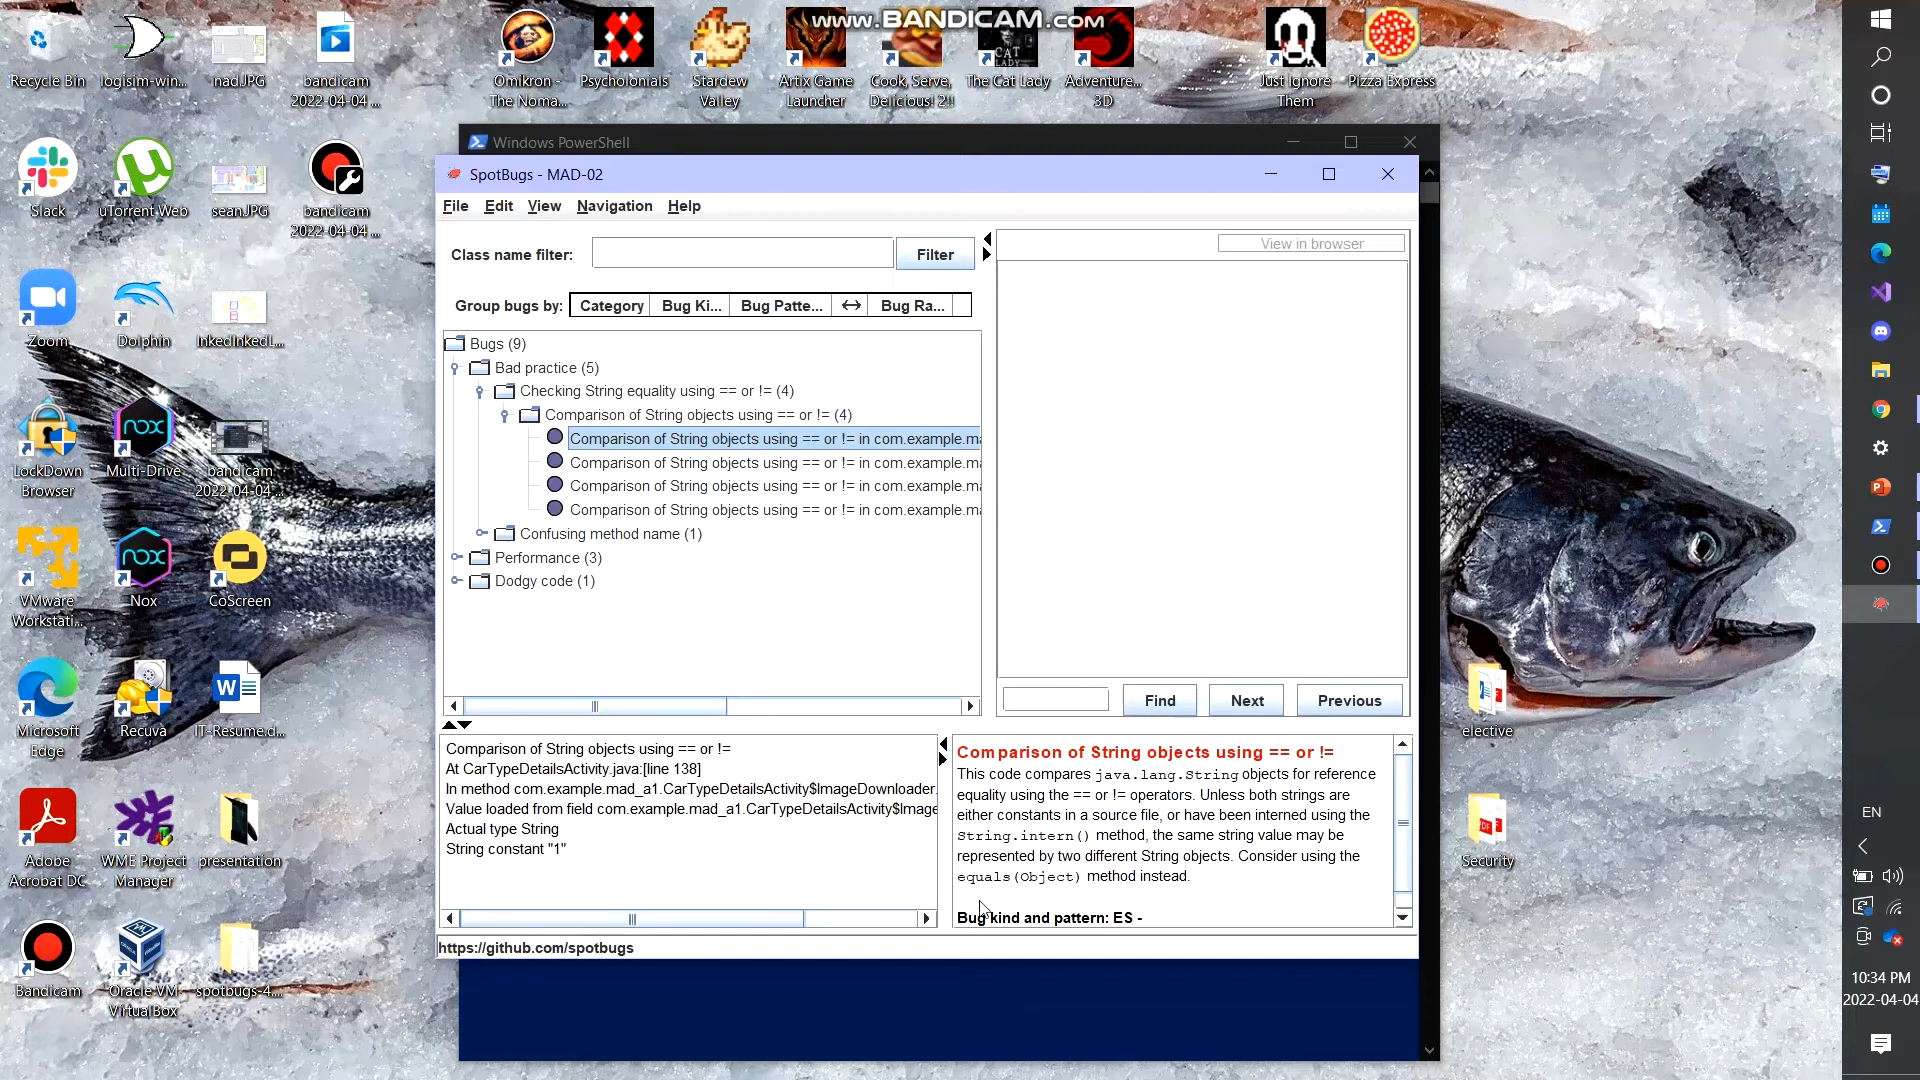 www.BANDICAM.com
Recycle Bin
logisim-win...
nad.JPG
bandicam
2022-04-04 ...
Omikron -
The Noma...
Psycholonials
Stardew
Valley
Artix Game
Launcher
Cook, Serve,
Delicious! 2!!
The Cat Lady
CAT
LADY
Adventure...
3D
Just Ignore
Them
Pizza Express
Slack
uTorrent Web
sean.JPG
bandicam
2022-04-04 ...
Zoom
Dolphin
InkedInkedL...
LockDown
Browser
Multi-Drive
bandicam
2022-04-04 ...
VMware
Workstati...
Nox
CoScreen
Microsoft
Edge
Recuva
IT-Resume.d...
Adobe
Acrobat DC
WME Project
Manager
presentation
Bandicam
Oracle VM
VirtualBox
spotbugs-4....
elective
Security
Windows PowerShell
SpotBugs - MAD-02
File Edit View Navigation Help
Class name filter:
Filter
View in browser
Group bugs by: Category Bug Ki... Bug Patte... Bug Ra...
Bugs (9)
Bad practice (5)
Checking String equality using == or != (4)
Comparison of String objects using == or != (4)
Comparison of String objects using == or != in com.example.ma
Comparison of String objects using == or != in com.example.ma
Comparison of String objects using == or != in com.example.ma
Comparison of String objects using == or != in com.example.ma
Confusing method name (1)
Performance (3)
Dodgy code (1)
Find Next Previous
Comparison of String objects using == or !=
At CarTypeDetailsActivity.java:[line 138]
In method com.example.mad_a1.CarTypeDetailsActivity$ImageDownloader.
Value loaded from field com.example.mad_a1.CarTypeDetailsActivity$Image
Actual type String
String constant "1"
Comparison of String objects using == or !=
This code compares java.lang.String objects for reference
equality using the == or != operators. Unless both strings are
either constants in a source file, or have been interned using the
String.intern() method, the same string value may be
represented by two different String objects. Consider using the
equals(Object) method instead.
Bug kind and pattern: ES -
https://github.com/spotbugs
EN
10:34 PM
2022-04-04